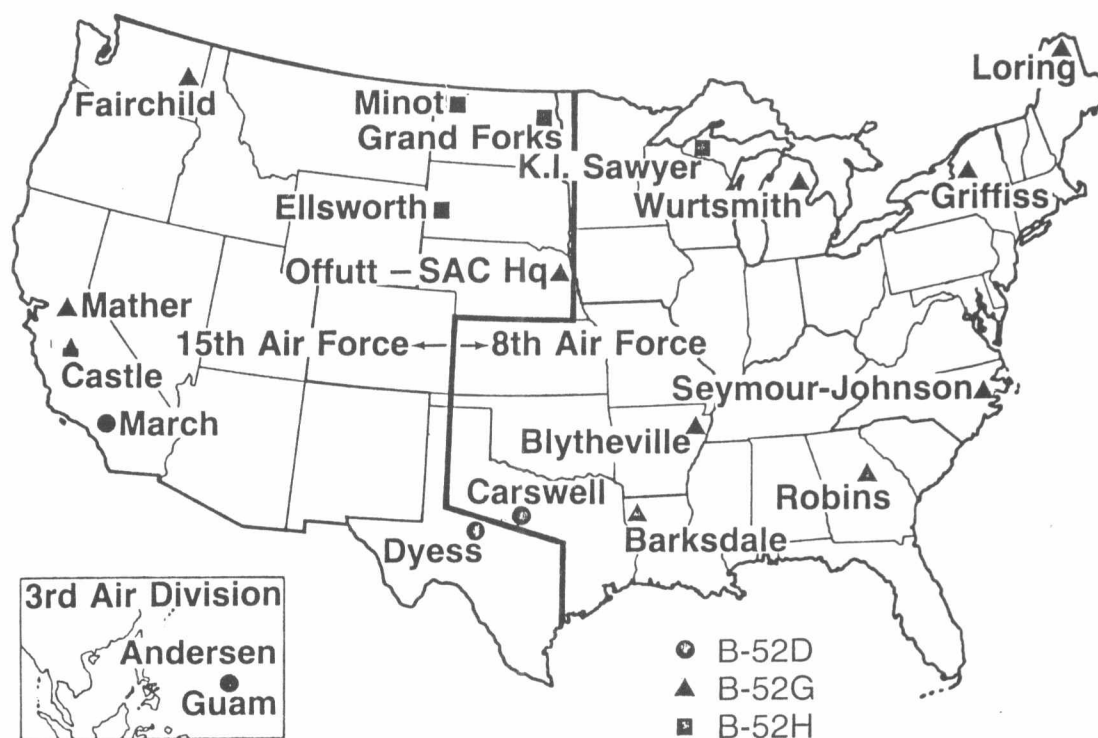 Loring
Fairchild
Minot
Grand Forks
K.I. Sawyer
Griffiss
Ellsworth
Wurtsmith
Offutt – SAC Hq
Mather
15th Air Force ← → 8th Air Force
Castle
Seymour-Johnson
March
Blytheville
Carswell
Robins
Dyess
Barksdale
3rd Air Division
Andersen
Guam
B-52D
B-52G
B-52H